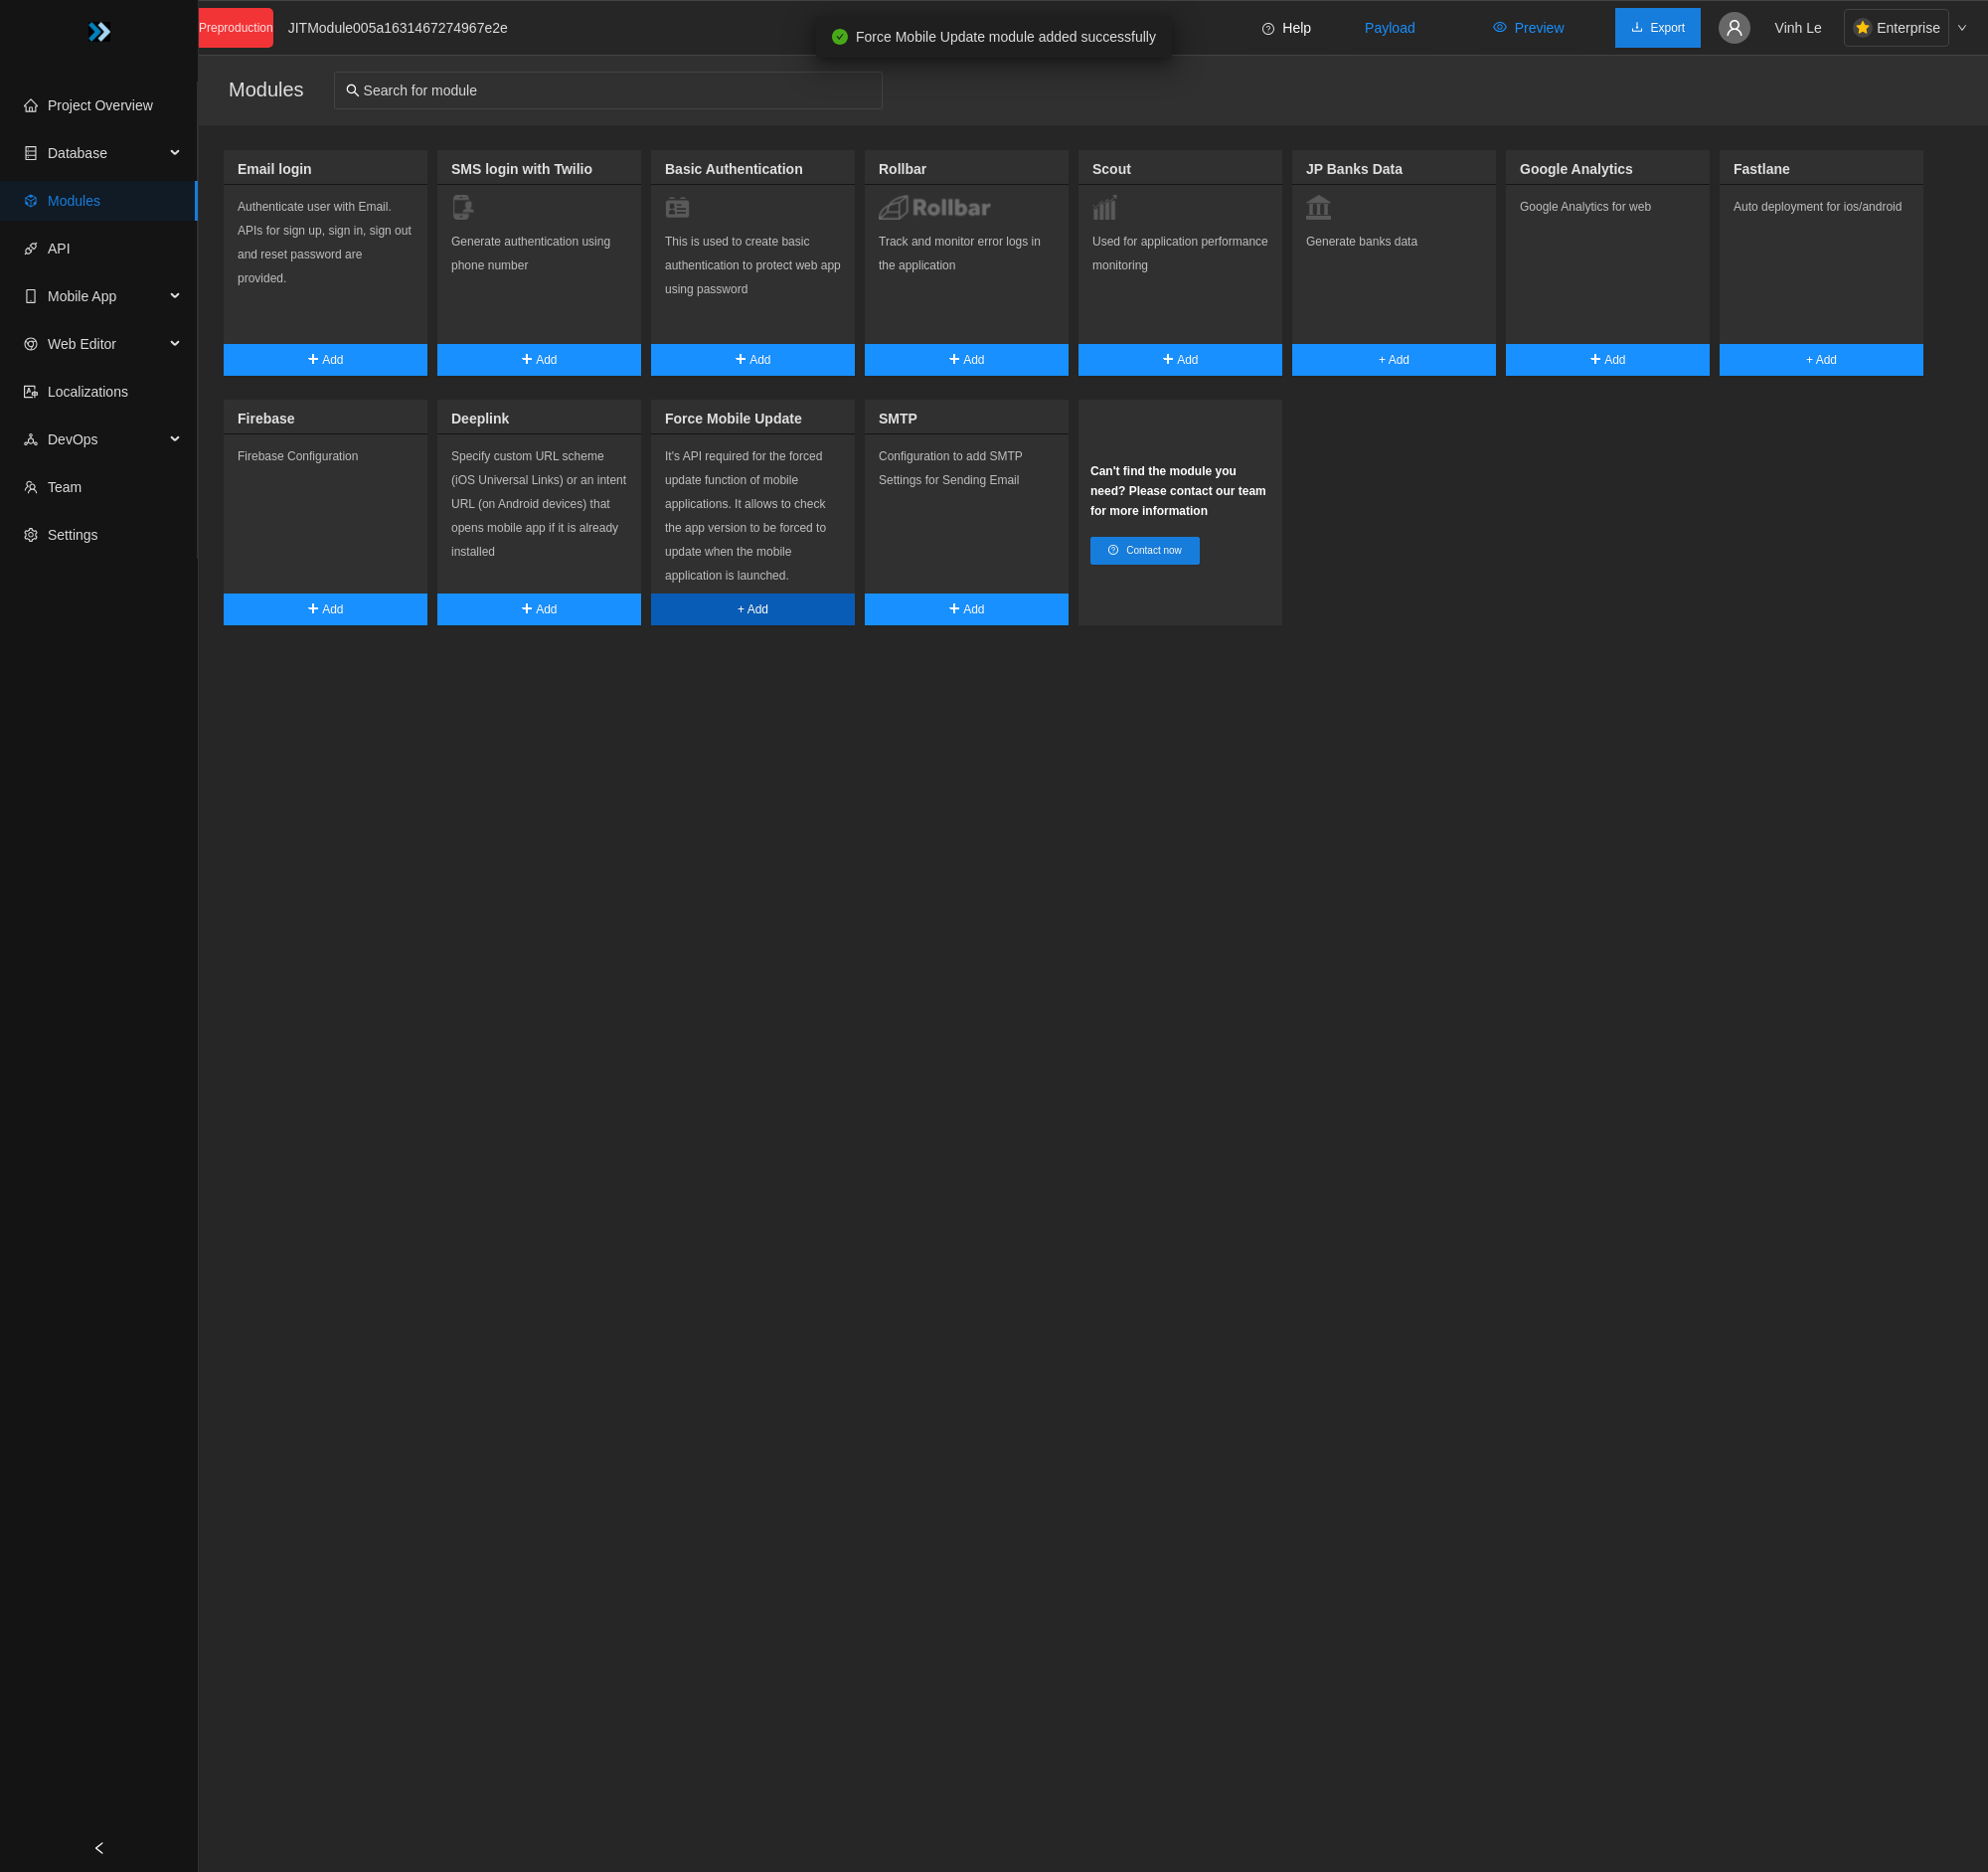 Preproduction
JITModule005a1631467274967e2e
Force Mobile Update module added successfully
Help
Payload
Preview
Export
Vinh Le
Enterprise
Project Overview
Database
Modules
API
Mobile App
Web Editor
Localizations
DevOps
Team
Settings
Modules
Search for module
Email login
Authenticate user with Email.
APIs for sign up, sign in, sign out
and reset password are
provided.
Add
SMS login with Twilio
Generate authentication using
phone number
Add
Basic Authentication
This is used to create basic
authentication to protect web app
using password
Add
Rollbar
Rollbar
Track and monitor error logs in
the application
Add
Scout
Used for application performance
monitoring
Add
JP Banks Data
Generate banks data
+ Add
Google Analytics
Google Analytics for web
Add
Fastlane
Auto deployment for ios/android
+ Add
Firebase
Firebase Configuration
Add
Deeplink
Specify custom URL scheme
(iOS Universal Links) or an intent
URL (on Android devices) that
opens mobile app if it is already
installed
Add
Force Mobile Update
It's API required for the forced
update function of mobile
applications. It allows to check
the app version to be forced to
update when the mobile
application is launched.
+ Add
SMTP
Configuration to add SMTP
Settings for Sending Email
Add
Can't find the module you
need? Please contact our team
for more information
Contact now